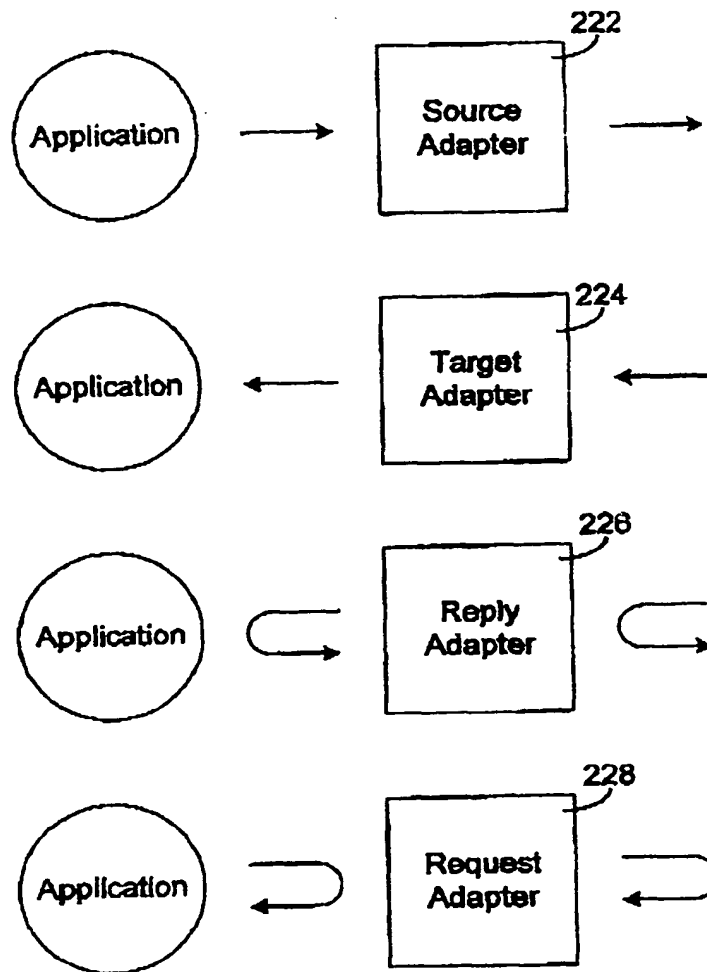 222
Application
Source
Adapter
224
Application
Target
Adapter
226
Application
Reply
Adapter
228
Application
Request
Adapter